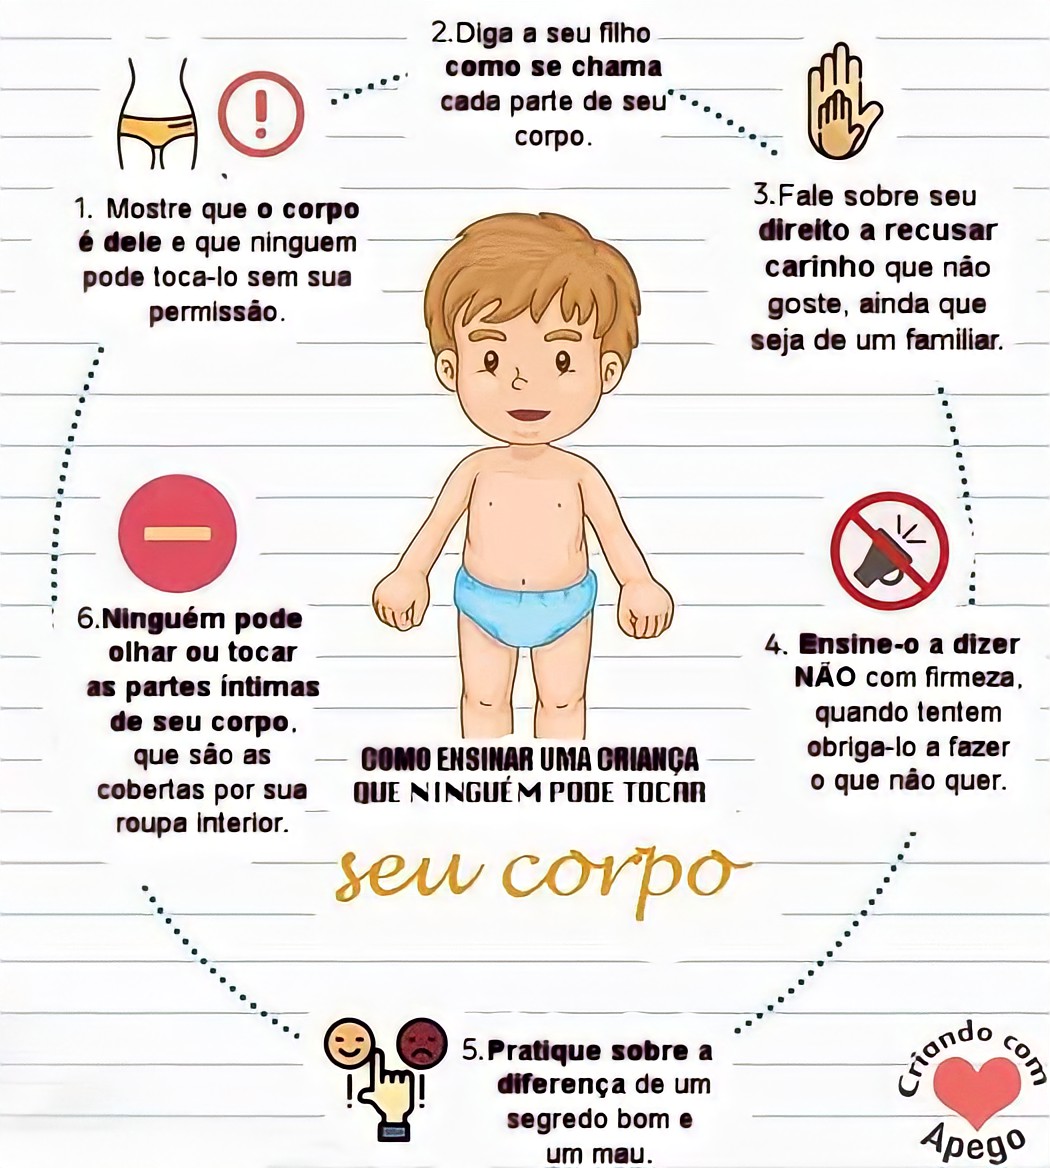 1. Mostre que o corpo
é dele e que ninguem
pode toca-lo sem sua
permissão.
2.Diga a seu filho
como se chama
cada parte de seu
corpo.
3.Fale sobre seu
direito a recusar
carinho que não
goste, ainda que
seja de um familiar.
4. Ensine-o a dizer
NÃO com firmeza,
quando tentem
obriga-lo a fazer
o que não quer.
5.Pratique sobre a
diferença de um
segredo bom e
um mau.
6.Ninguém pode
olhar ou tocar
as partes íntimas
de seu corpo,
que são as
cobertas por sua
roupa interior.
COMO ENSINAR UMA CRIANÇA
QUE NINGUÉM PODE TOCAR
seu corpo
Criando com
Apego